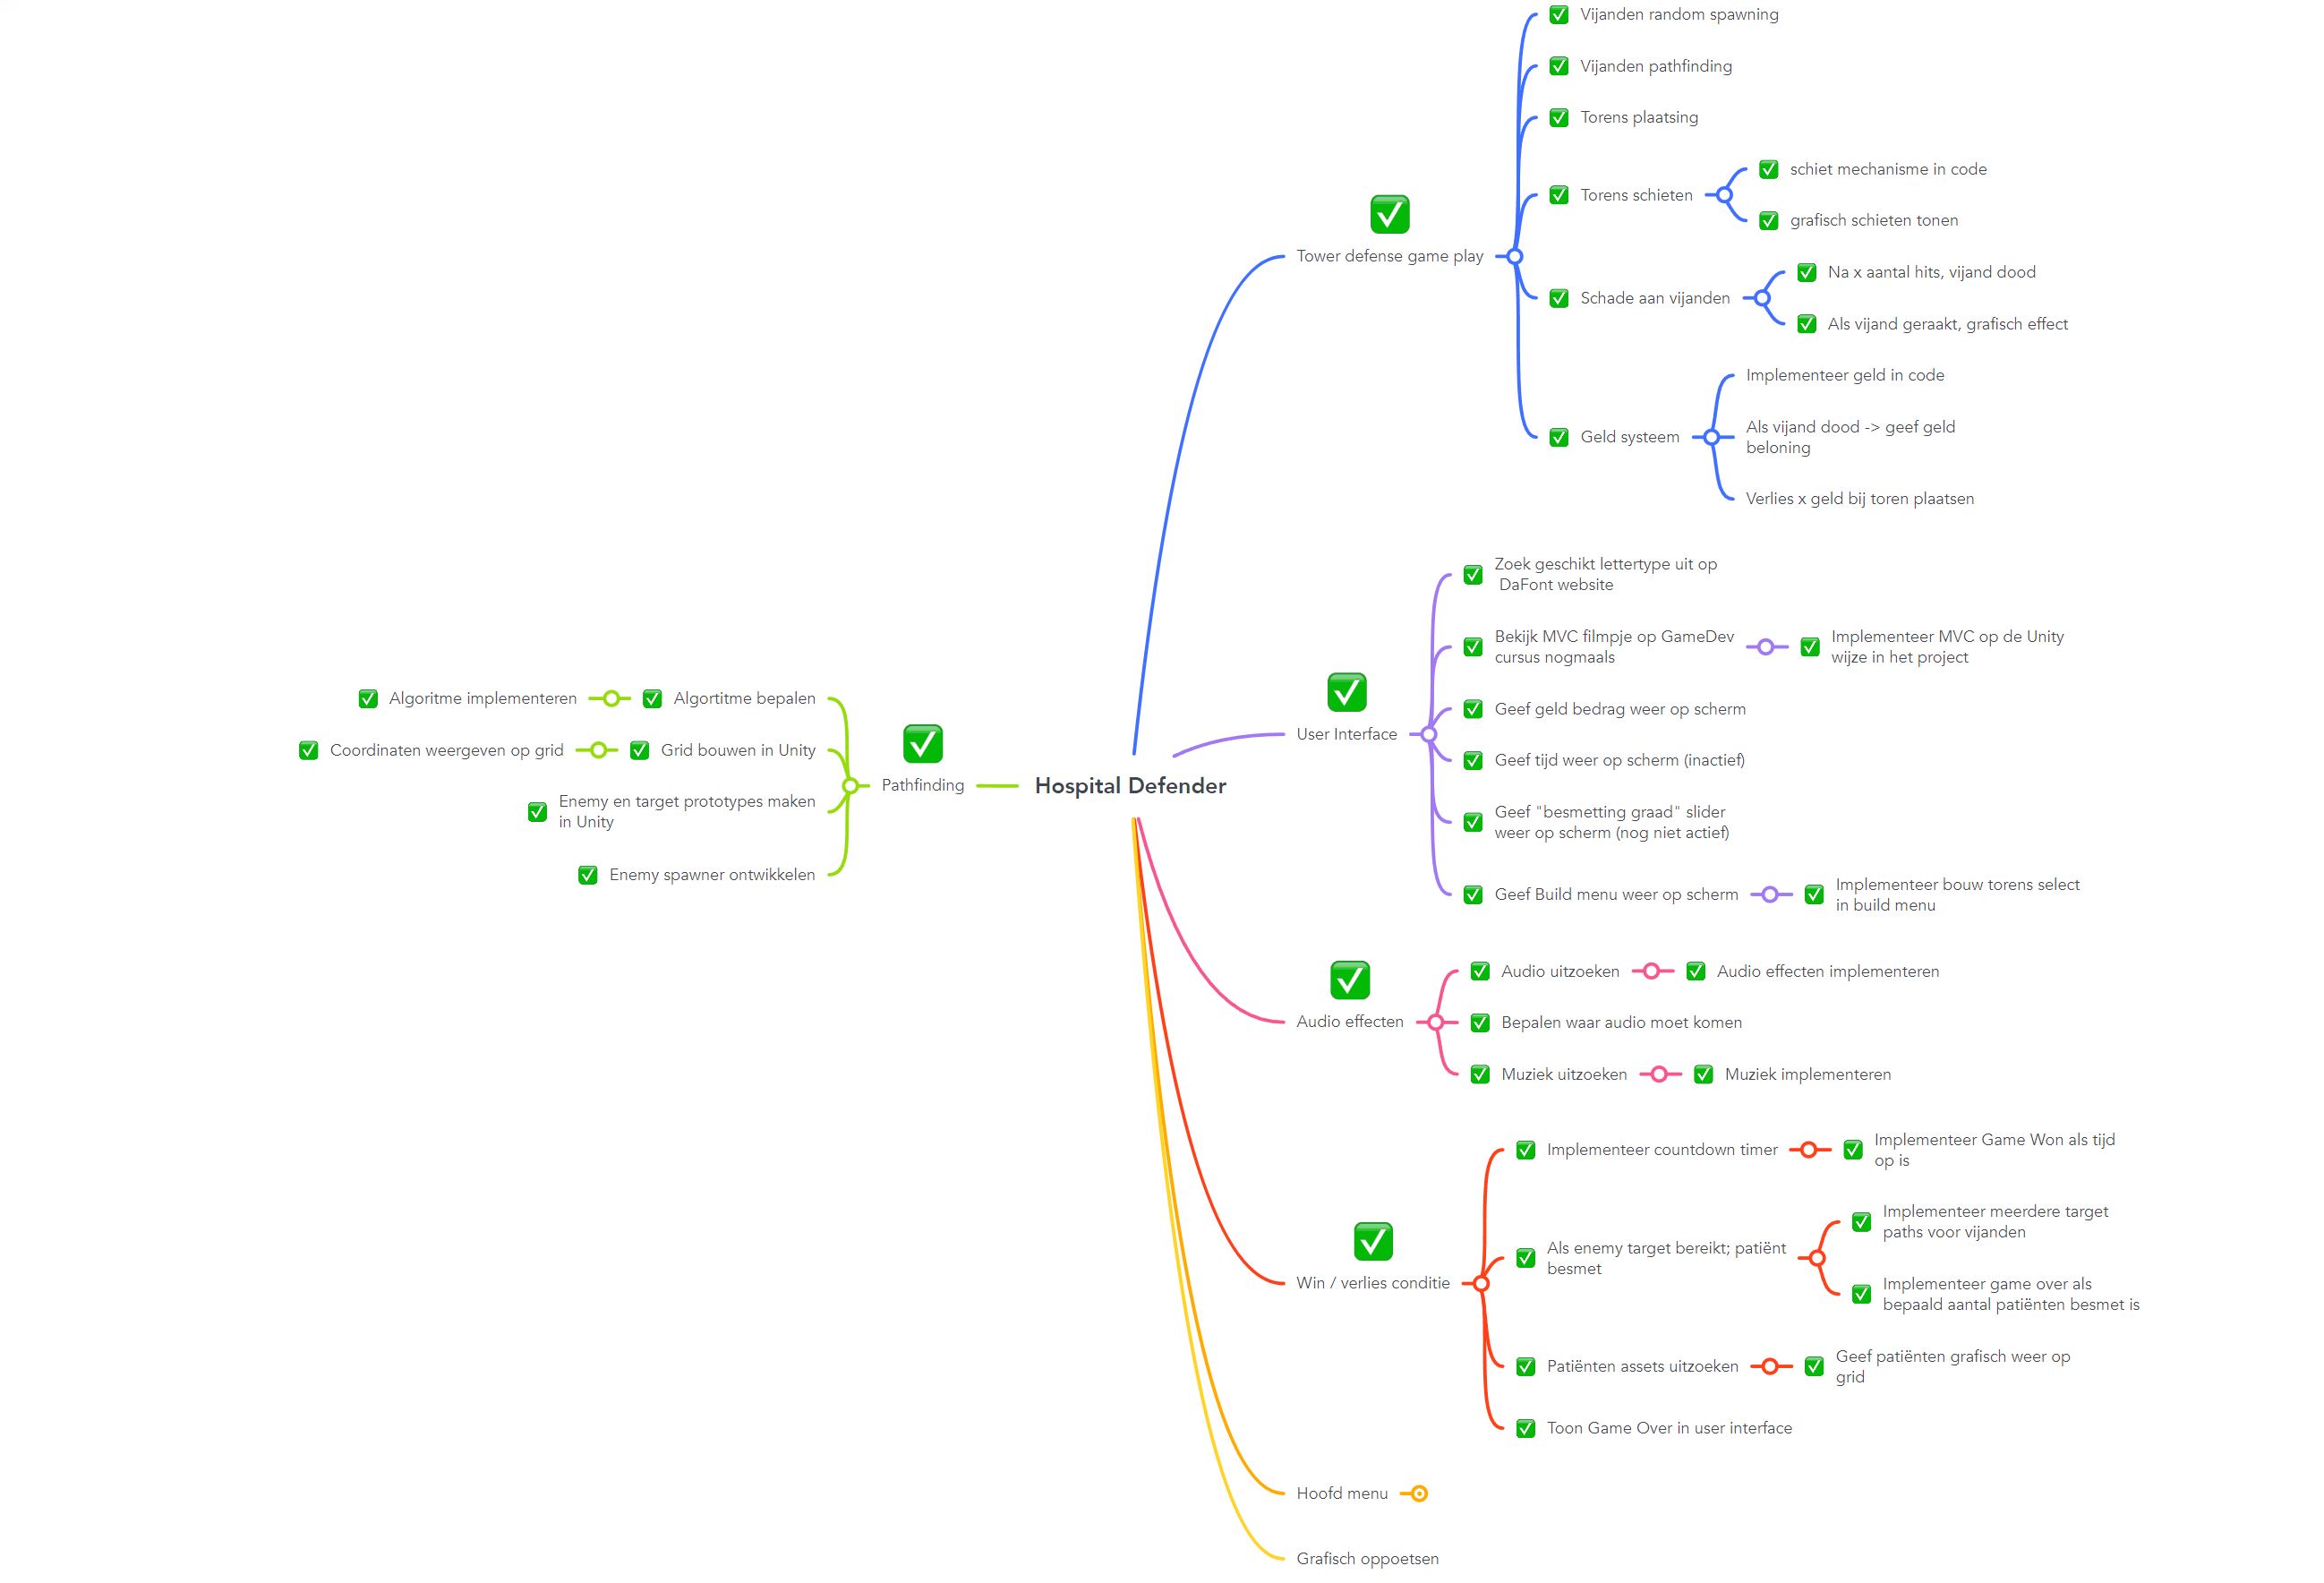 Hospital Defender
Tower defense game play
Vijanden random spawning
Vijanden pathfinding
Torens plaatsing
Torens schieten
schiet mechanisme in code
grafisch schieten tonen
Schade aan vijanden
Na x aantal hits, vijand dood
Als vijand geraakt, grafisch effect
Geld systeem
Implementeer geld in code
Als vijand dood -> geef geld
beloning
Verlies x geld bij toren plaatsen
User Interface
Zoek geschikt lettertype uit op
DaFont website
Bekijk MVC filmpje op GameDev
cursus nogmaals
Implementeer MVC op de Unity
wijze in het project
Geef geld bedrag weer op scherm
Geef tijd weer op scherm (inactief)
Geef "besmetting graad" slider
weer op scherm (nog niet actief)
Geef Build menu weer op scherm
Implementeer bouw torens select
in build menu
Audio effecten
Audio uitzoeken
Audio effecten implementeren
Bepalen waar audio moet komen
Muziek uitzoeken
Muziek implementeren
Win / verlies conditie
Implementeer countdown timer
Implementeer Game Won als tijd
op is
Als enemy target bereikt; patiënt
besmet
Implementeer meerdere target
paths voor vijanden
Implementeer game over als
bepaald aantal patiënten besmet is
Patiënten assets uitzoeken
Geef patiënten grafisch weer op
grid
Toon Game Over in user interface
Hoofd menu
Grafisch oppoetsen
Pathfinding
Algortitme bepalen
Algoritme implementeren
Grid bouwen in Unity
Coordinaten weergeven op grid
Enemy en target prototypes maken
in Unity
Enemy spawner ontwikkelen